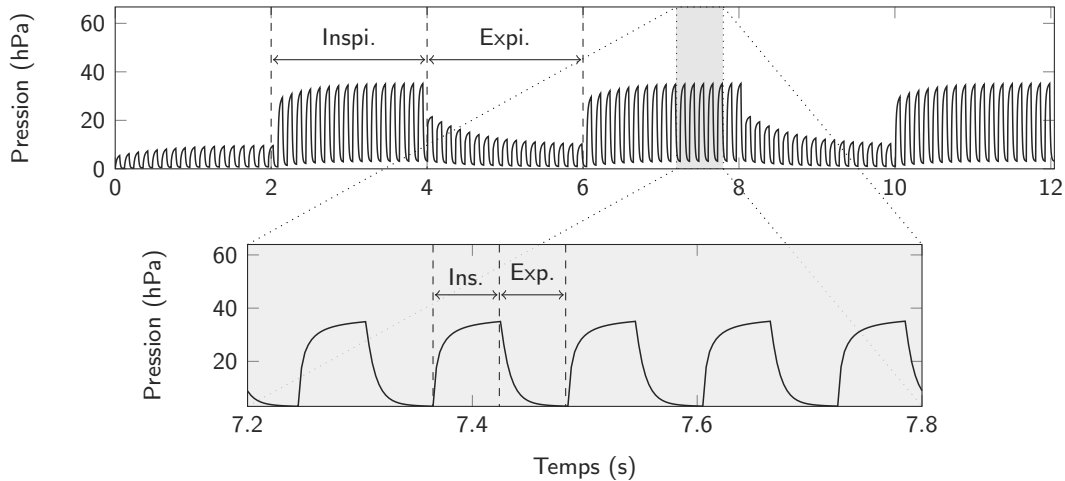 Pression (hPa)
60
40
20
0
Inspi.
Expi.
0 2 4 6 8 10 12
Pression (hPa)
60
40
20
Ins.
Exp.
7.2 7.4 7.6 7.8
Temps (s)